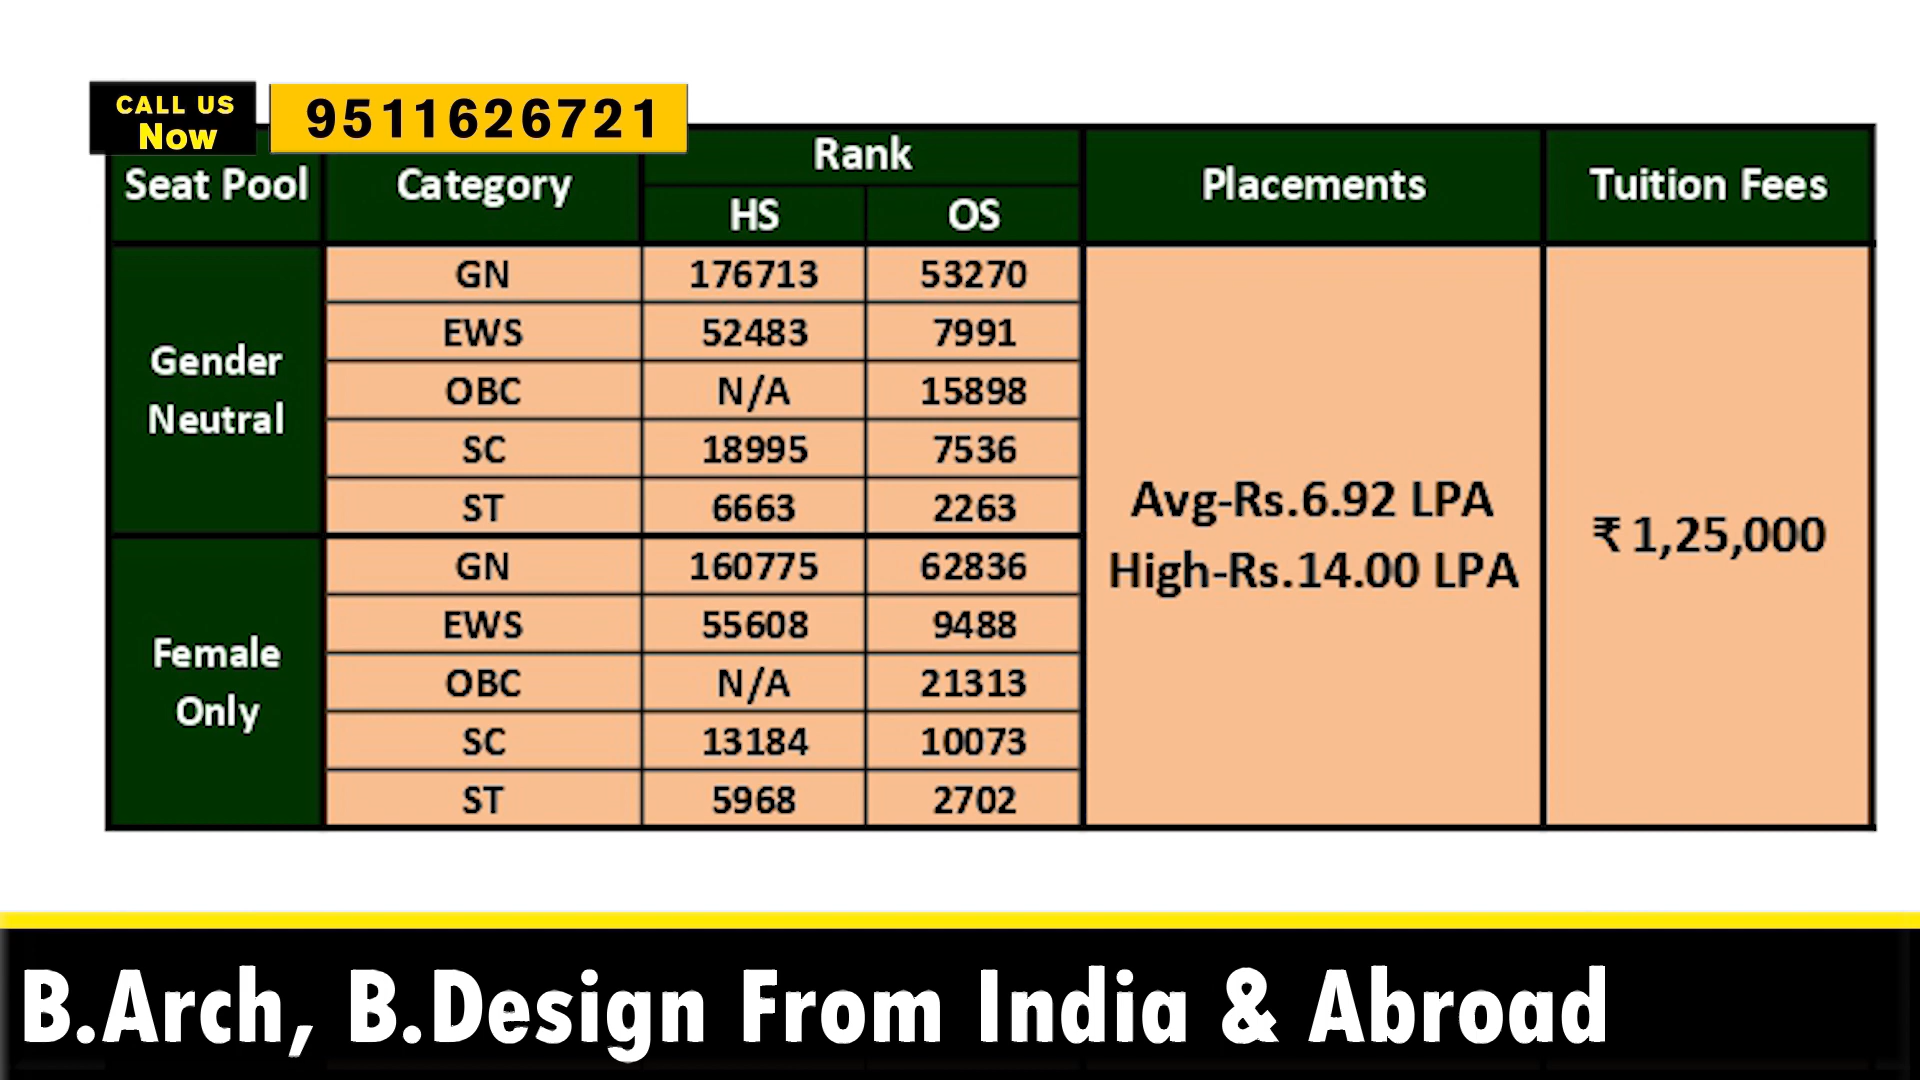 CALL US
Now
9511626721
Seat Pool Category Rank Placements Tuition Fees
HS OS
Gender
Neutral
GN 176713 53270
EWS 52483 7991
OBC N/A 15898
SC 18995 7536
ST 6663 2263
Female
Only
GN 160775 62836
EWS 55608 9488
OBC N/A 21313
SC 13184 10073
ST 5968 2702
Avg-Rs.6.92 LPA
High-Rs.14.00 LPA
₹ 1,25,000
B.Arch, B.Design From India & Abroad